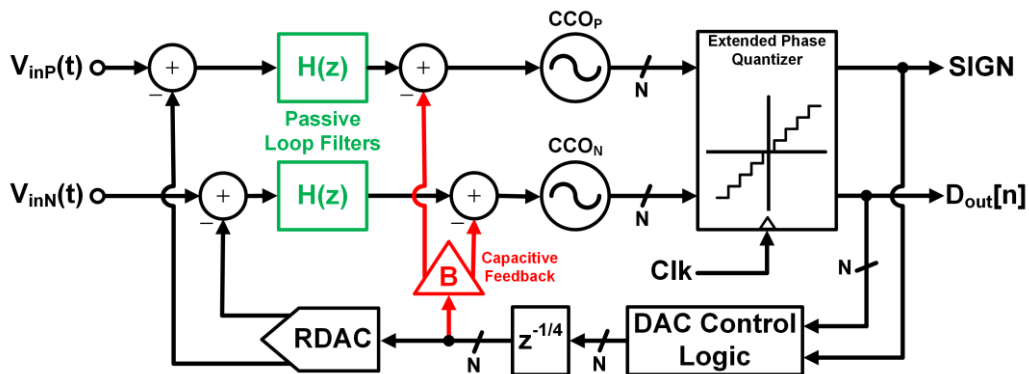 CCOP
Extended Phase
Quantizer
VinP(t)
+
−
H(z)
+
−
N
SIGN
Passive
Loop Filters
CCON
VinN(t)
+
−
H(z)
+
−
N
Dout[n]
B
Capacitive
Feedback
Clk
N
RDAC
N
z-1/4
N
DAC Control
Logic